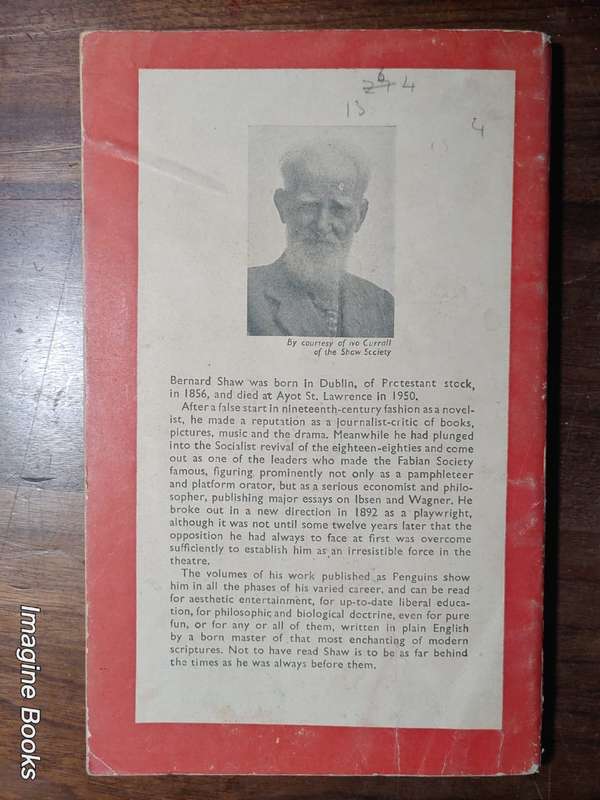 264
13
4
By courtesy of Ivo Currall
of the Shaw Society
Bernard Shaw was born in Dublin, of Protestant stock,
in 1856, and died at Ayot St. Lawrence in 1950.
After a false start in nineteenth-century fashion as a novel-
ist, he made a reputation as a journalist-critic of books,
pictures, music and the drama. Meanwhile he had plunged
into the Socialist revival of the eighteen-eighties and come
out as one of the leaders who made the Fabian Society
famous, figuring prominently not only as a pamphleteer
and platform orator, but as a serious economist and philo-
sopher, publishing major essays on Ibsen and Wagner. He
broke out in a new direction in 1892 as a playwright,
although it was not until some twelve years later that the
opposition he had always to face at first was overcome
sufficiently to establish him as an irresistible force in the
theatre.
The volumes of his work published as Penguins show
him in all the phases of his varied career, and can be read
for aesthetic entertainment, for up-to-date liberal educa-
tion, for philosophic and biological doctrine, even for pure
fun, or for any or all of them, written in plain English
by a born master of that most enchanting of modern
scriptures. Not to have read Shaw is to be as far behind
the times as he was always before them.
Imagine Books